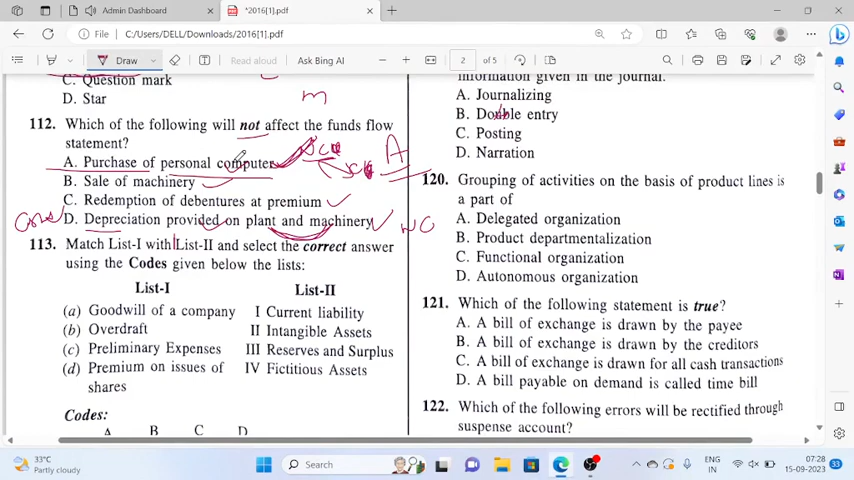 Admin Dashboard
*2016[1].pdf
File
C:/Users/DELL/Downloads/2016[1].pdf
Draw
Read aloud
Ask Bing AI
2
of 5
C. Question mark
D. Star
m
112. Which of the following will not affect the funds flow
statement?
A. Purchase of personal computer
A
B. Sale of machinery
C. Redemption of debentures at premium
D. Depreciation provided on plant and machinery
113. Match List-I with List-II and select the correct answer
using the Codes given below the lists:
List-I List-II
(a) Goodwill of a company I Current liability
(b) Overdraft II Intangible Assets
(c) Preliminary Expenses III Reserves and Surplus
(d) Premium on issues of IV Fictitious Assets
shares
Codes:
A B C D
information given in the journal.
A. Journalizing
B. Double entry
C. Posting
D. Narration
120. Grouping of activities on the basis of product lines is
a part of
A. Delegated organization
B. Product departmentalization
C. Functional organization
D. Autonomous organization
121. Which of the following statement is true?
A. A bill of exchange is drawn by the payee
B. A bill of exchange is drawn by the creditors
C. A bill of exchange is drawn for all cash transactions
D. A bill payable on demand is called time bill
122. Which of the following errors will be rectified through
suspense account?
33°C
Partly cloudy
Search
ENG
IN
07:28
15-09-2023
33